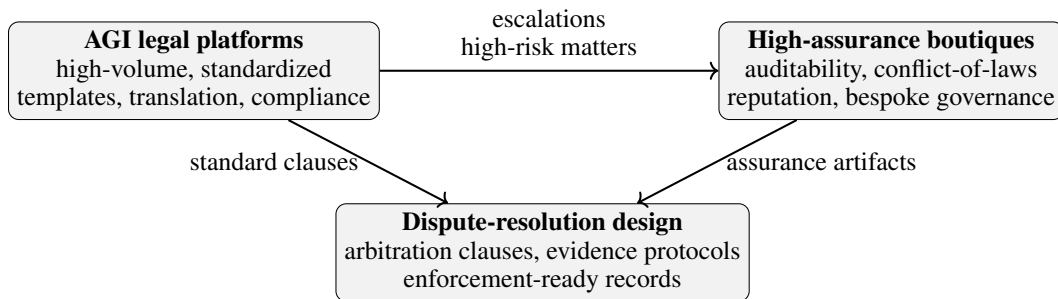 AGI legal platforms
high-volume, standardized
templates, translation, compliance
escalations
high-risk matters
High-assurance boutiques
auditability, conflict-of-laws
reputation, bespoke governance
standard clauses
assurance artifacts
Dispute-resolution design
arbitration clauses, evidence protocols
enforcement-ready records